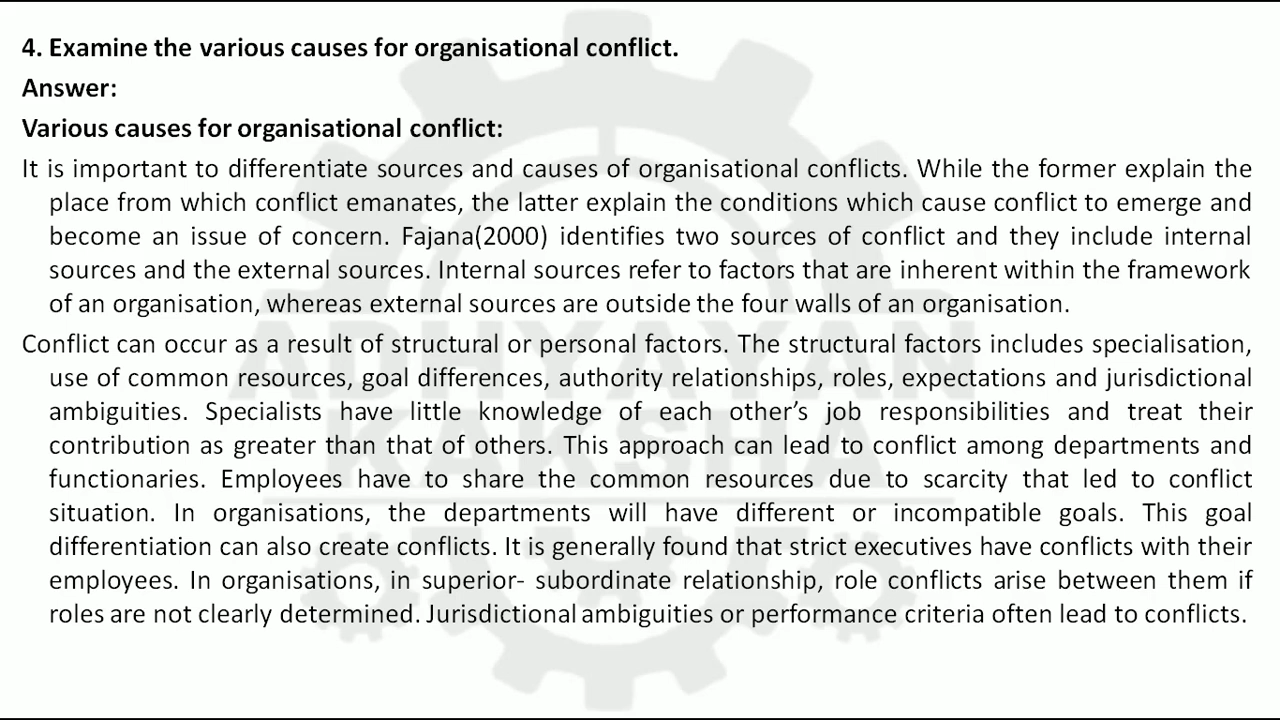 4. Examine the various causes for organisational conflict.
Answer:
Various causes for organisational conflict:
It is important to differentiate sources and causes of organisational conflicts. While the former explain the
place from which conflict emanates, the latter explain the conditions which cause conflict to emerge and
become an issue of concern. Fajana(2000) identifies two sources of conflict and they include internal
sources and the external sources. Internal sources refer to factors that are inherent within the framework
of an organisation, whereas external sources are outside the four walls of an organisation.
Conflict can occur as a result of structural or personal factors. The structural factors includes specialisation,
use of common resources, goal differences, authority relationships, roles, expectations and jurisdictional
ambiguities. Specialists have little knowledge of each other’s job responsibilities and treat their
contribution as greater than that of others. This approach can lead to conflict among departments and
functionaries. Employees have to share the common resources due to scarcity that led to conflict
situation. In organisations, the departments will have different or incompatible goals. This goal
differentiation can also create conflicts. It is generally found that strict executives have conflicts with their
employees. In organisations, in superior- subordinate relationship, role conflicts arise between them if
roles are not clearly determined. Jurisdictional ambiguities or performance criteria often lead to conflicts.
ADHYAYAN
KAKSHA